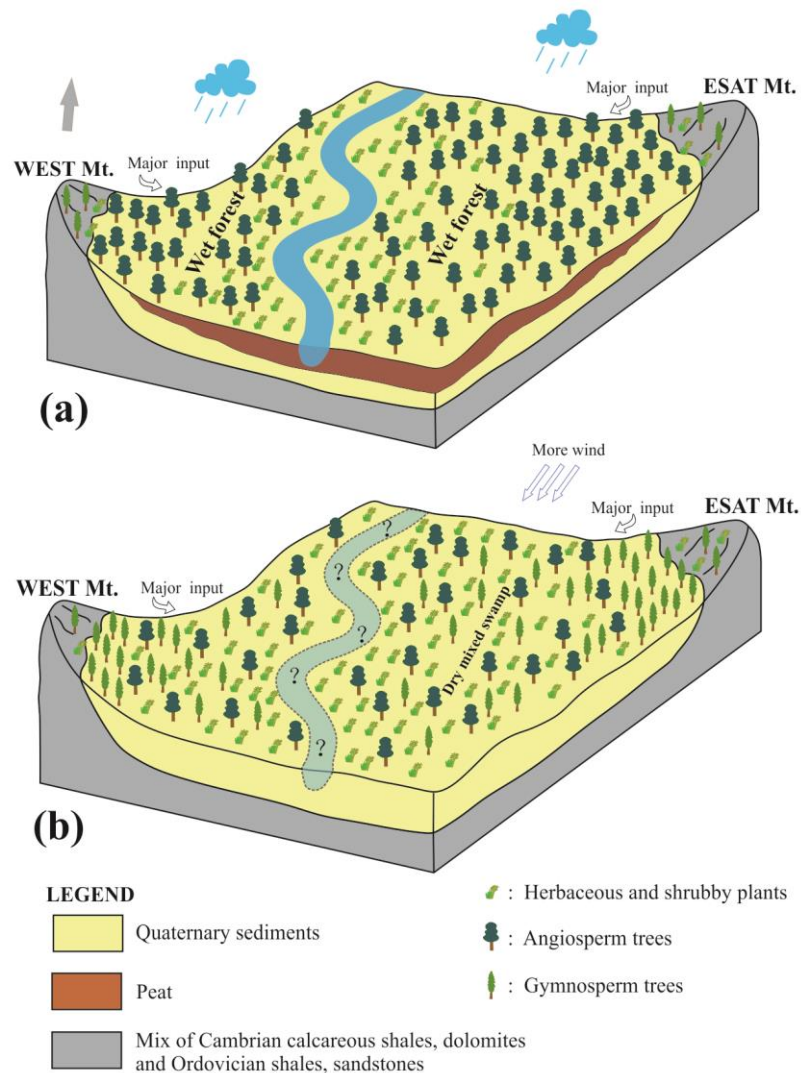 Major input
ESAT Mt.
WEST Mt.
Major input
Wet forest
Wet forest
(a)
More wind
Major input
ESAT Mt.
WEST Mt.
Major input
?
?
?
?
?
Dry mixed swamp
(b)
LEGEND
Quaternary sediments
Peat
Mix of Cambrian calcareous shales, dolomites
and Ordovician shales, sandstones
: Herbaceous and shrubby plants
: Angiosperm trees
: Gymnosperm trees